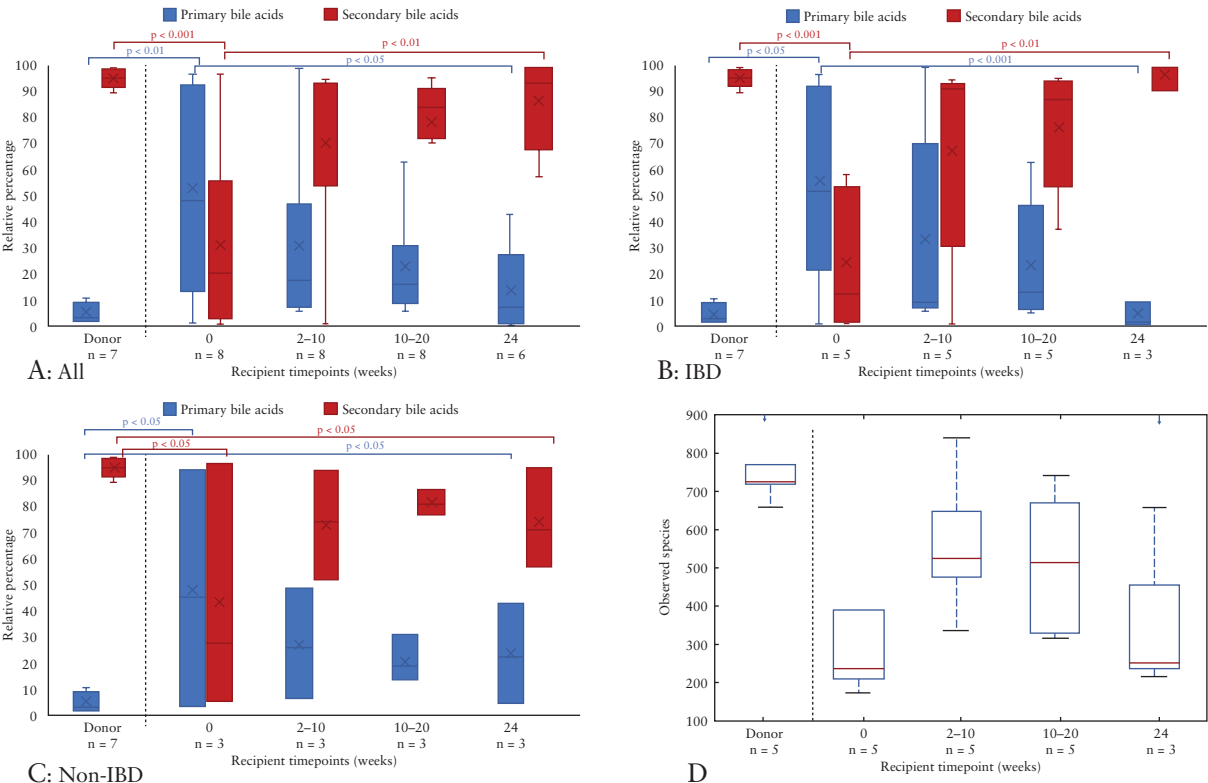 Primary bile acids Secondary bile acids
p < 0.001
p < 0.01
p < 0.01
p < 0.05
Relative percentage
100
90
80
70
60
50
40
30
20
10
0
Donor 0 2–10 10–20 24
n = 7 n = 8 n = 8 n = 8 n = 6
Recipient timepoints (weeks)
A: All
Primary bile acids Secondary bile acids
p < 0.001
p < 0.05
p < 0.01
p < 0.001
Relative percentage
100
90
80
70
60
50
40
30
20
10
0
Donor 0 2–10 10–20 24
n = 7 n = 5 n = 5 n = 5 n = 3
Recipient timepoints (weeks)
B: IBD
Primary bile acids Secondary bile acids
p < 0.05
p < 0.05
p < 0.05
p < 0.05
Relative percentage
100
90
80
70
60
50
40
30
20
10
0
Donor 0 2–10 10–20 24
n = 7 n = 3 n = 3 n = 3 n = 3
Recipient timepoints (weeks)
C: Non-IBD
Observed species
900
800
700
600
500
400
300
200
100
Donor 0 2–10 10–20 24
n = 5 n = 5 n = 5 n = 5 n = 3
Recipient timepoint (weeks)
D